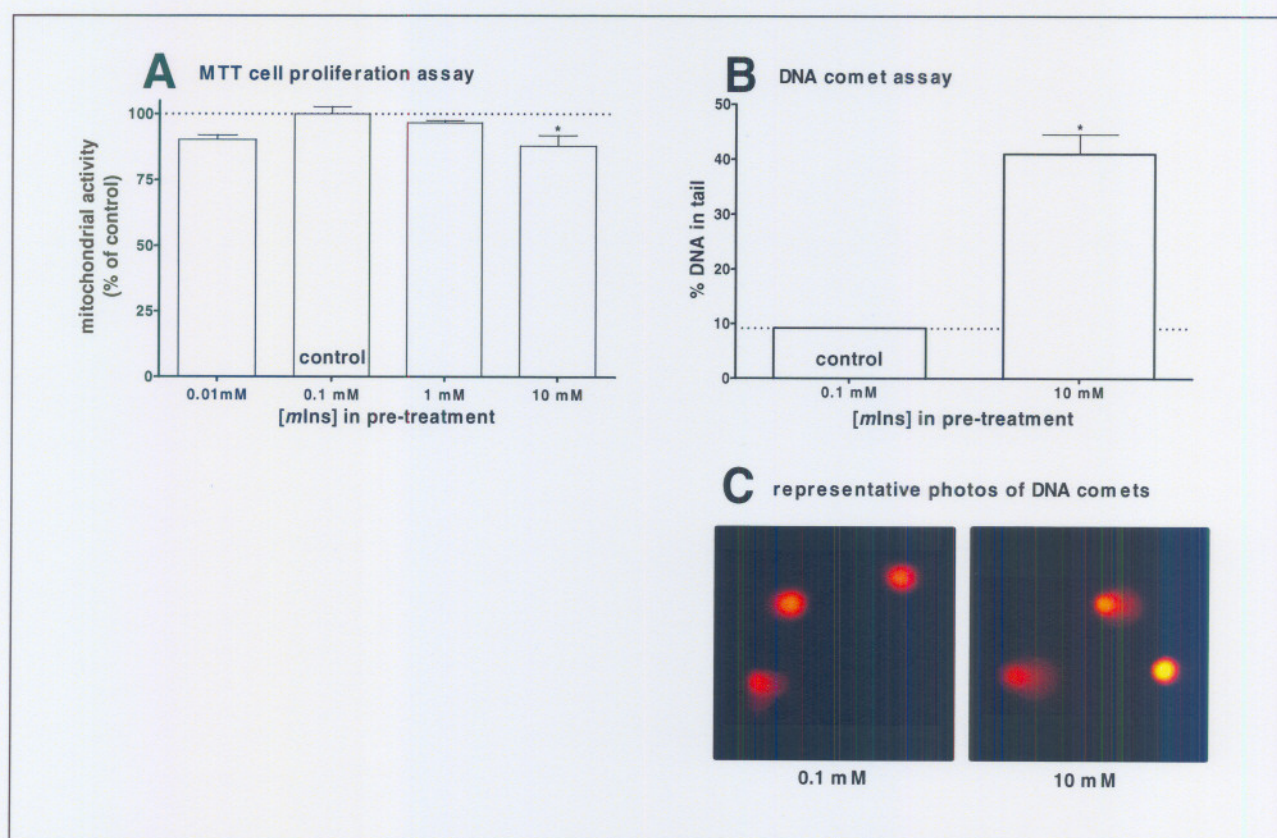 A MTT cell proliferation assay
mitochondrial activity
(% of control)
100
75
50
25
0
control
0.01mM 0.1 mM 1 mM 10 mM
*
[mIns] in pre-treatment
B DNA comet assay
% DNA in tail
50
40
30
20
10
0
*
control
0.1 mM 10 mM
[mIns] in pre-treatment
C representative photos of DNA comets
0.1 mM 10 mM